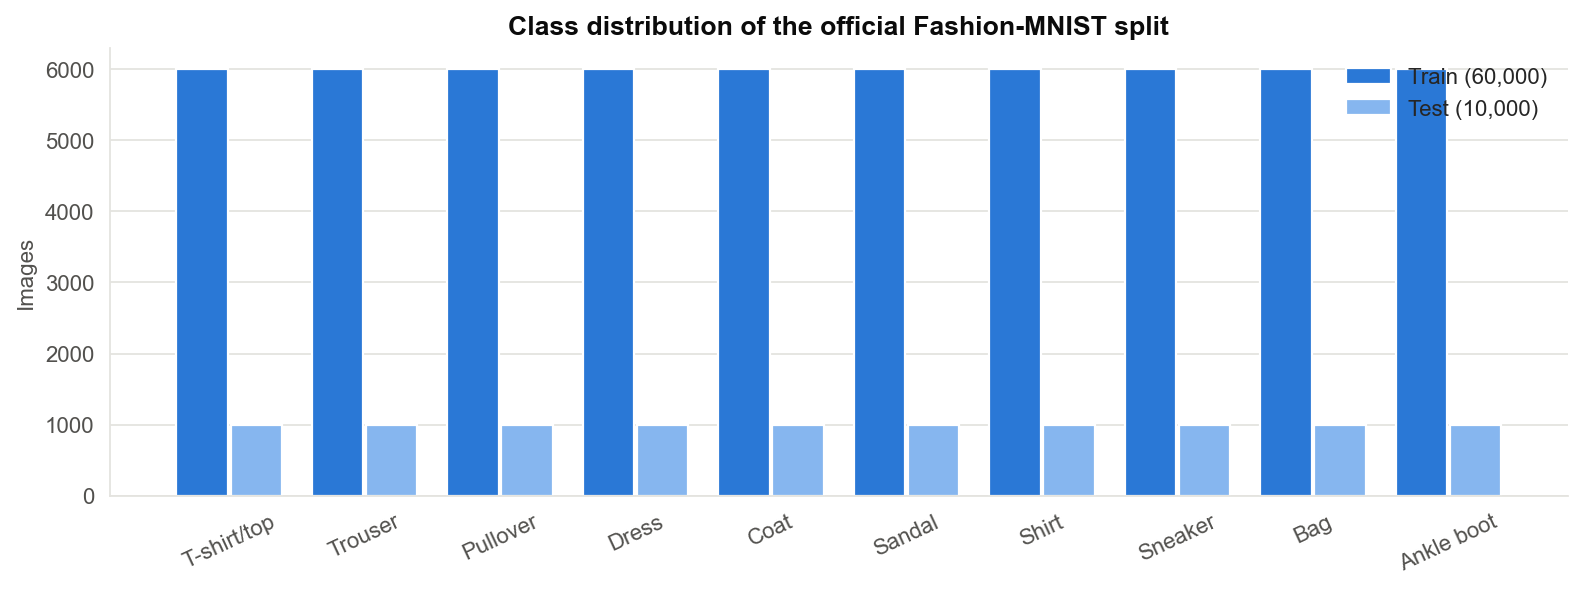 Class distribution of the official Fashion-MNIST split
Train (60,000)
Test (10,000)
Images
6000
5000
4000
3000
2000
1000
0
T-shirt/top
Trouser
Pullover
Dress
Coat
Sandal
Shirt
Sneaker
Bag
Ankle boot